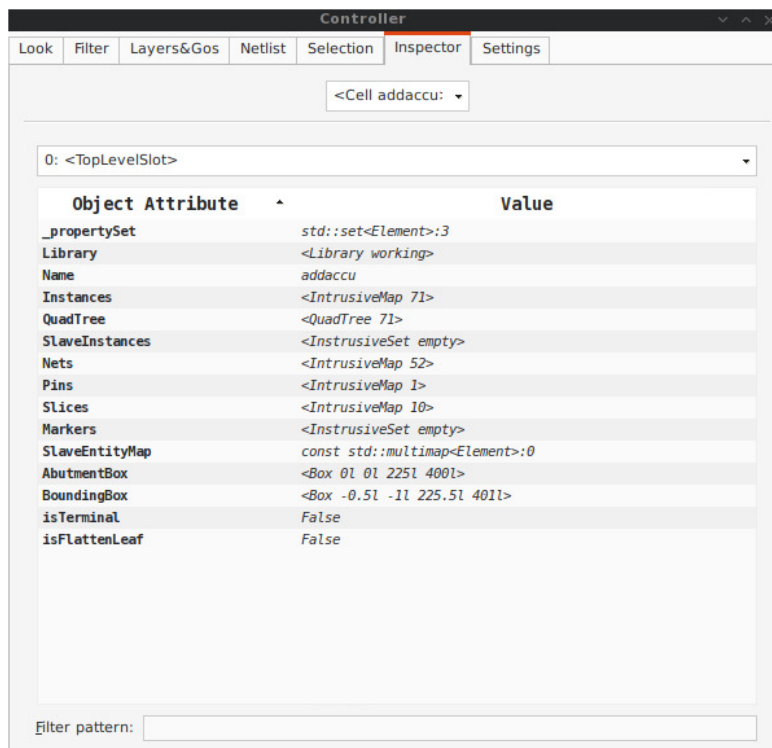 Controller
Look Filter Layers&Gos Netlist Selection Inspector Settings
<Cell addaccu:
0: <TopLevelSlot>
Object Attribute Value
_propertySet std::set<Element>:3
Library <Library working>
Name addaccu
Instances <IntrusiveMap 71>
QuadTree <QuadTree 71>
SlaveInstances <InstrusiveSet empty>
Nets <IntrusiveMap 52>
Pins <IntrusiveMap 1>
Slices <IntrusiveMap 10>
Markers <InstrusiveSet empty>
SlaveEntityMap const std::multimap<Element>:0
AbutmentBox <Box 0l 0l 225l 400l>
BoundingBox <Box -0.5l -1l 225.5l 401l>
isTerminal False
isFlattenLeaf False
Filter pattern: